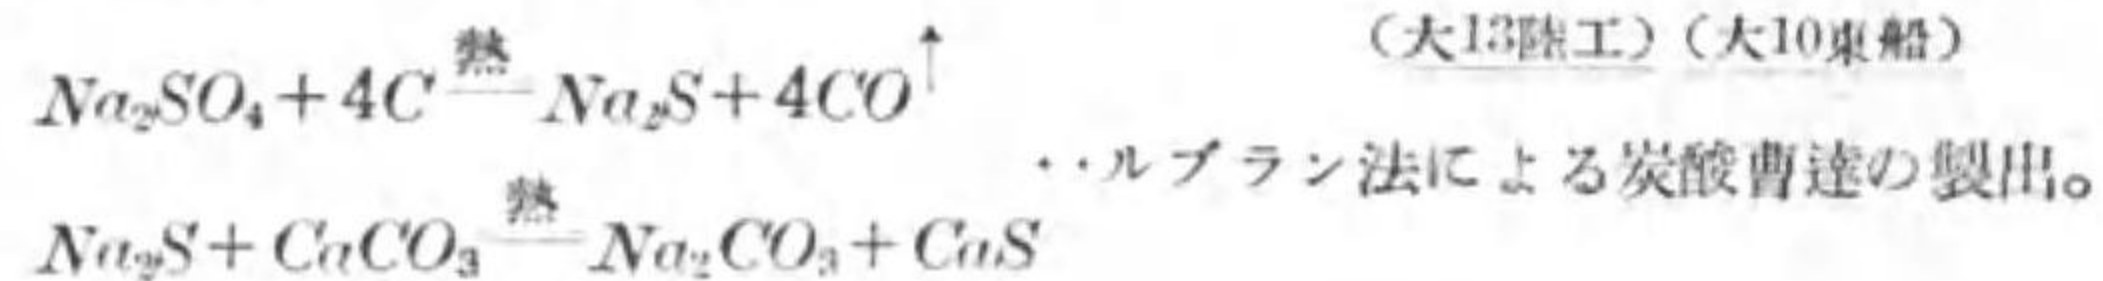 (大13陸工)(大10東船)
Na₂SO₄+4C 熱— Na₂S+4CO↑
‥ルブラン法による炭酸曹達の製出。
Na₂S+CaCO₃ 熱— Na₂CO₃+CaS